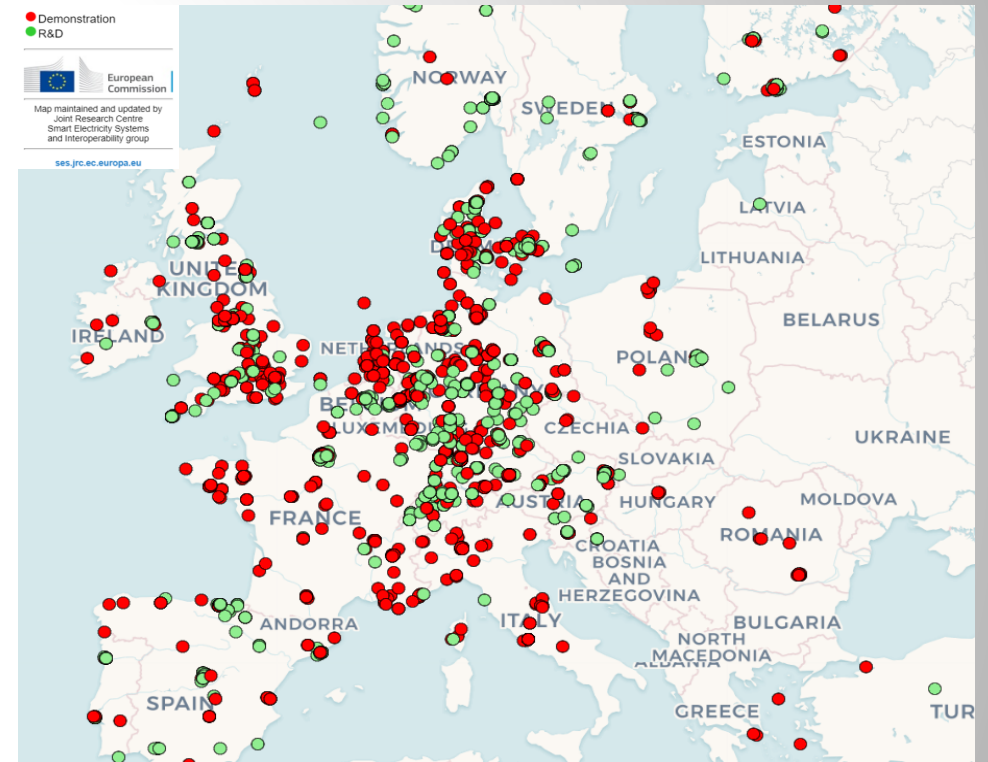 Demonstration
R&D
European
Commission
Map maintained and updated by
Joint Research Centre
Smart Electricity Systems
and Interoperability group
ses.jrc.ec.europa.eu
NORWAY
SWEDEN
ESTONIA
LATVIA
LITHUANIA
UNITED
KINGDOM
IRELAND
BELARUS
NETHERLANDS
POLAND
LUXEMBOURG
CZECHIA
UKRAINE
SLOVAKIA
AUSTRIA
HUNGARY
MOLDOVA
FRANCE
ROMANIA
CROATIA
BOSNIA
AND
HERZEGOVINA
ANDORRA
ITALY
BULGARIA
NORTH
MACEDONIA
ALBANIA
SPAIN
GREECE
TUR